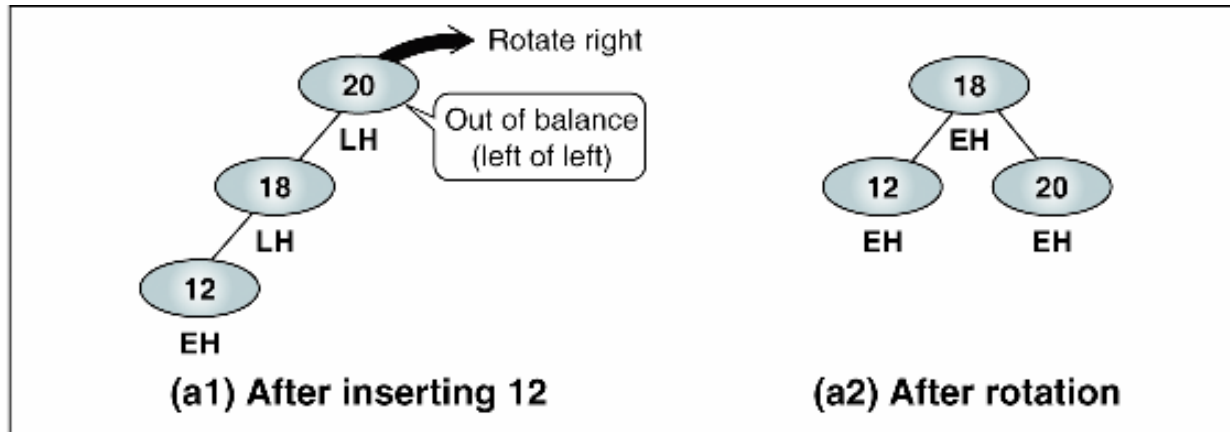 Rotate right
20
LH
Out of balance
(left of left)
18
LH
12
EH
(a1) After inserting 12
18
EH
12
EH
20
EH
(a2) After rotation